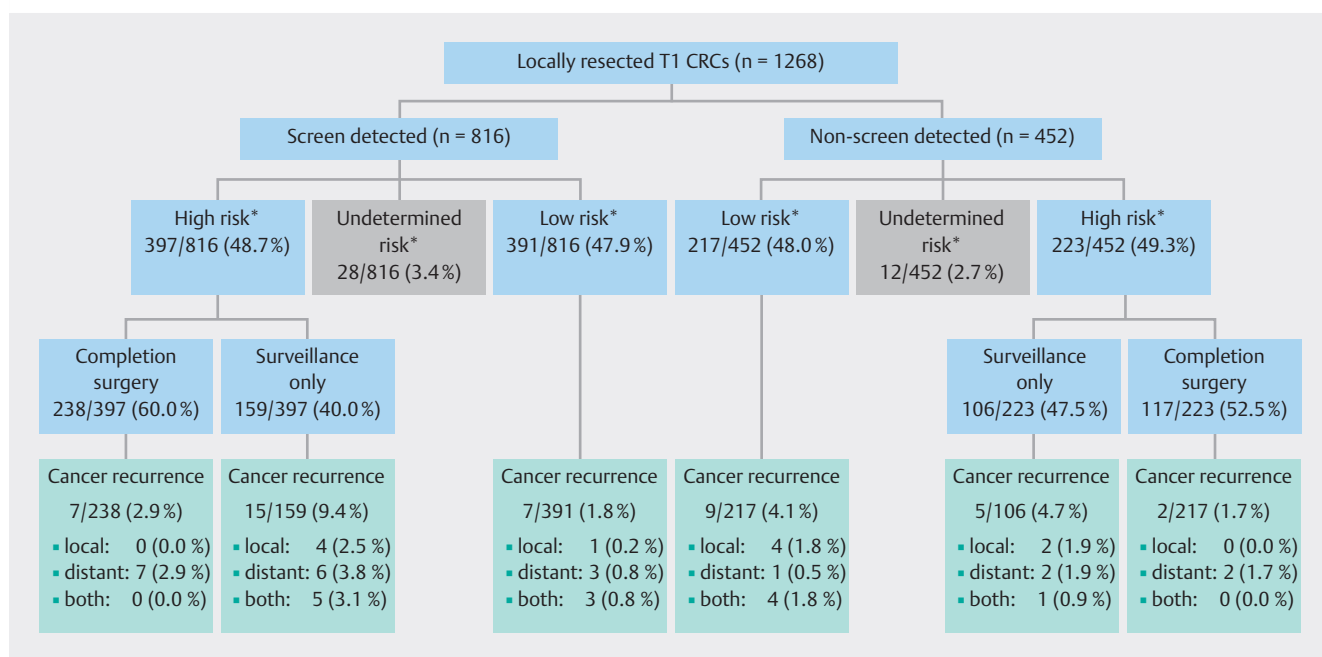 Locally resected T1 CRCs (n = 1268)
Screen detected (n = 816)
Non-screen detected (n = 452)
High risk*
397/816 (48.7 %)
Undetermined
risk*
28/816 (3.4 %)
Low risk*
391/816 (47.9 %)
Low risk*
217/452 (48.0 %)
Undetermined
risk*
12/452 (2.7 %)
High risk*
223/452 (49.3%)
Completion
surgery
238/397 (60.0 %)
Surveillance
only
159/397 (40.0 %)
Surveillance
only
106/223 (47.5 %)
Completion
surgery
117/223 (52.5 %)
Cancer recurrence
7/238 (2.9 %)
▪ local: 0 (0.0 %)
▪ distant: 7 (2.9 %)
▪ both: 0 (0.0 %)
Cancer recurrence
15/159 (9.4 %)
▪ local: 4 (2.5 %)
▪ distant: 6 (3.8 %)
▪ both: 5 (3.1 %)
Cancer recurrence
7/391 (1.8 %)
▪ local: 1 (0.2 %)
▪ distant: 3 (0.8 %)
▪ both: 3 (0.8 %)
Cancer recurrence
9/217 (4.1 %)
▪ local: 4 (1.8 %)
▪ distant: 1 (0.5 %)
▪ both: 4 (1.8 %)
Cancer recurrence
5/106 (4.7 %)
▪ local: 2 (1.9 %)
▪ distant: 2 (1.9 %)
▪ both: 1 (0.9 %)
Cancer recurrence
2/217 (1.7 %)
▪ local: 0 (0.0 %)
▪ distant: 2 (1.7 %)
▪ both: 0 (0.0 %)